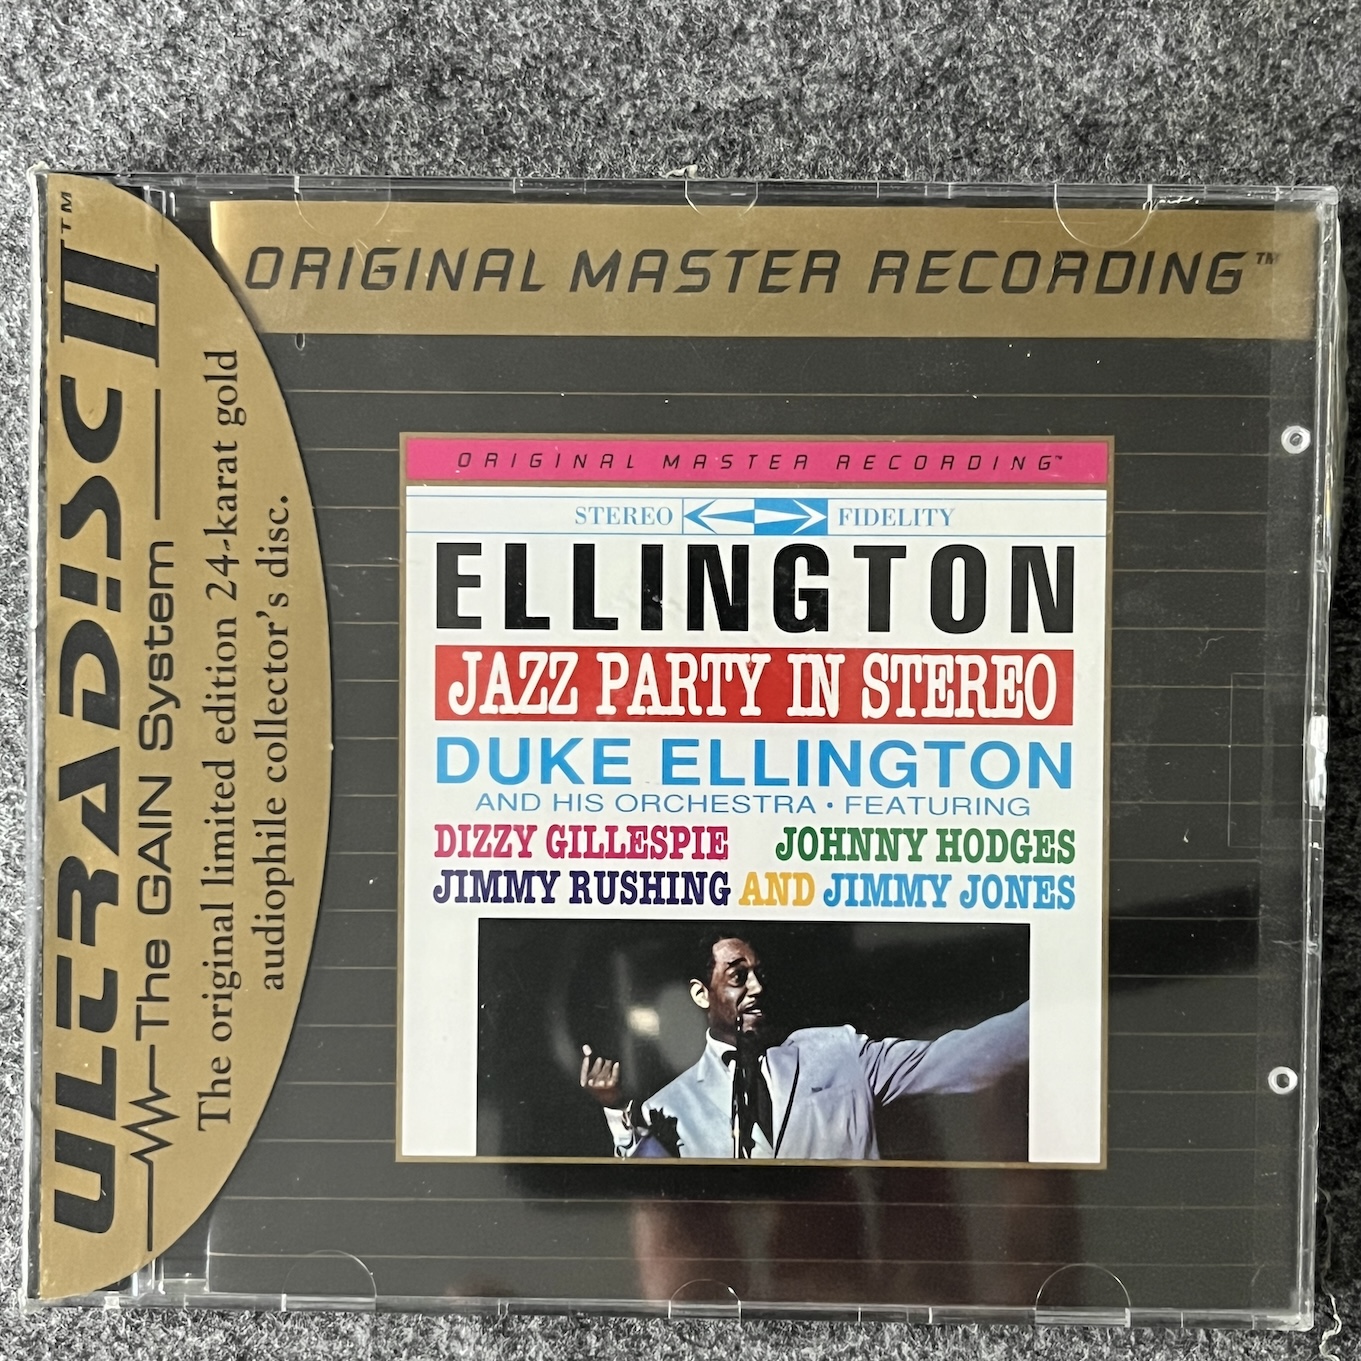 ULTRADISC II™
The GAIN System
The original limited edition 24-karat gold
audiophile collector's disc.
ORIGINAL MASTER RECORDING™
ORIGINAL MASTER RECORDING™
STEREO FIDELITY
ELLINGTON
JAZZ PARTY IN STEREO
DUKE ELLINGTON
AND HIS ORCHESTRA • FEATURING
DIZZY GILLESPIE JOHNNY HODGES
JIMMY RUSHING AND JIMMY JONES